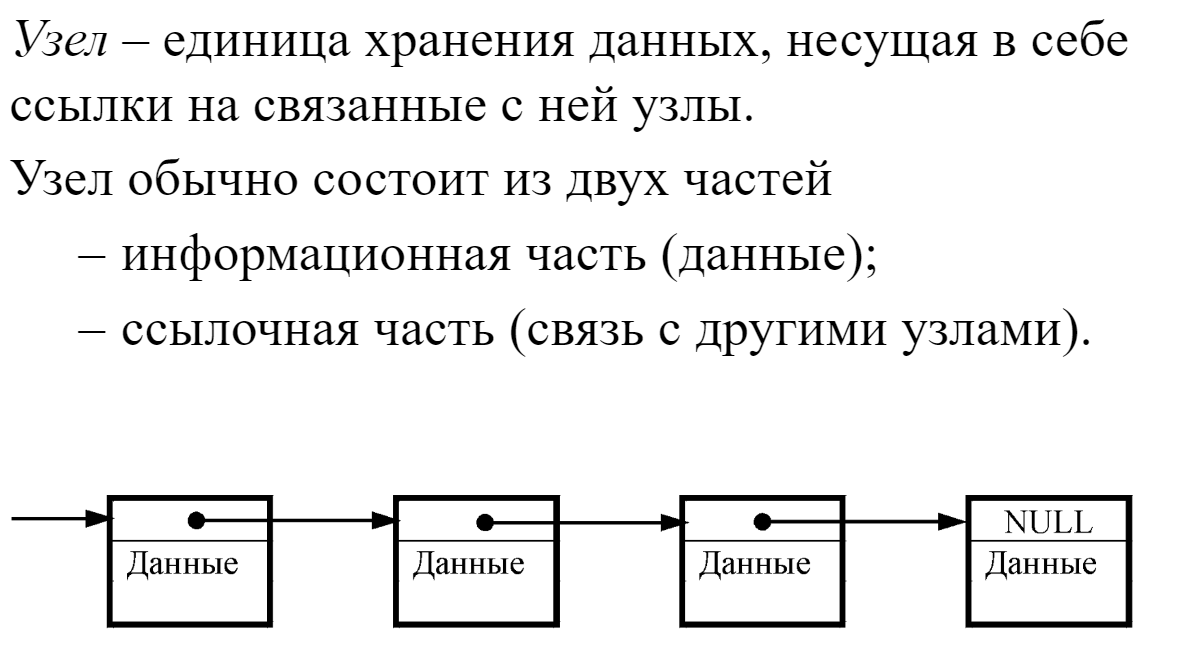 Узел – единица хранения данных, несущая в себе
ссылки на связанные с ней узлы.
Узел обычно состоит из двух частей
– информационная часть (данные);
– ссылочная часть (связь с другими узлами).
NULL
Данные Данные Данные Данные